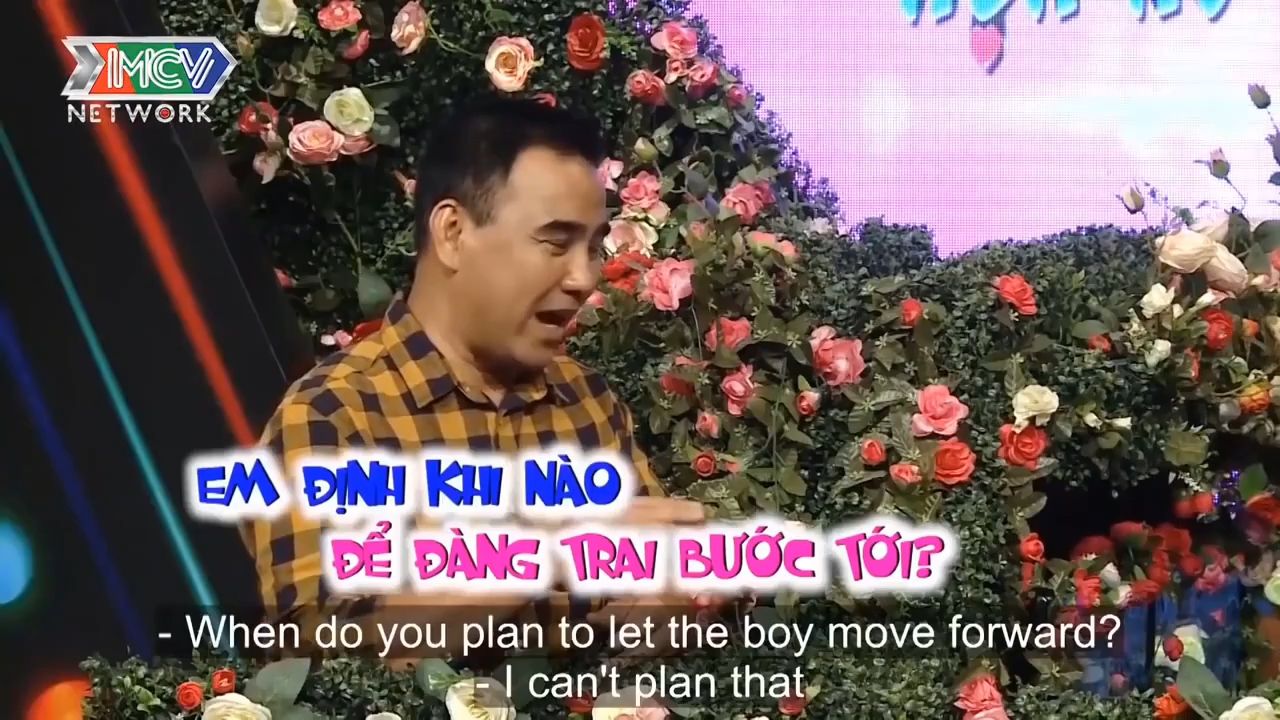 MCV
NETWORK
EM ĐỊNH KHI NÀO
ĐỂ ĐÀNG TRAI BƯỚC TỚI?
- When do you plan to let the boy move forward?
- I can't plan that